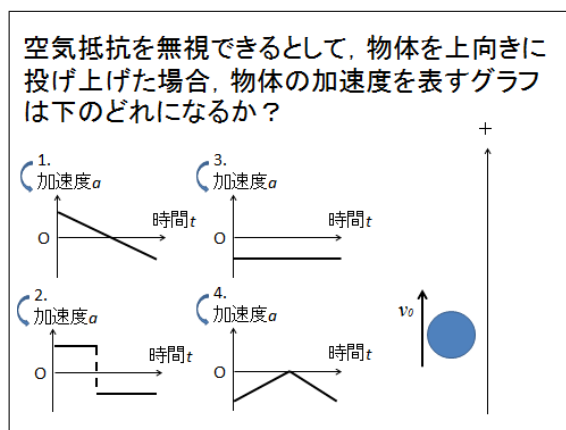 空気抵抗を無視できるとして，物体を上向きに
投げ上げた場合，物体の加速度を表すグラフ
は下のどれになるか？
+
1.
加速度a
時間t
O
3.
加速度a
時間t
O
2.
加速度a
時間t
O
4.
加速度a
時間t
O
v0